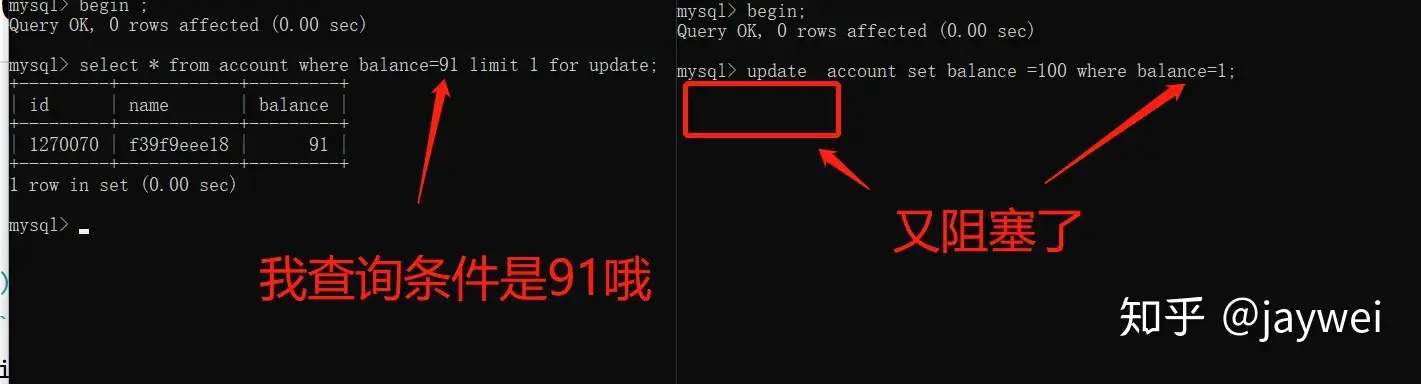 mysql> begin ;
Query OK, 0 rows affected (0.00 sec)
mysql> select * from account where balance=91 limit 1 for update;
+---------+------------+---------+
| id | name | balance |
+---------+------------+---------+
| 1270070 | f39f9eee18 | 91 |
+---------+------------+---------+
1 row in set (0.00 sec)
mysql>
我查询条件是91哦
)
`
i
mysql> begin;
Query OK, 0 rows affected (0.00 sec)
mysql> update  account set balance =100 where balance=1;
又阻塞了
知乎 @jaywei